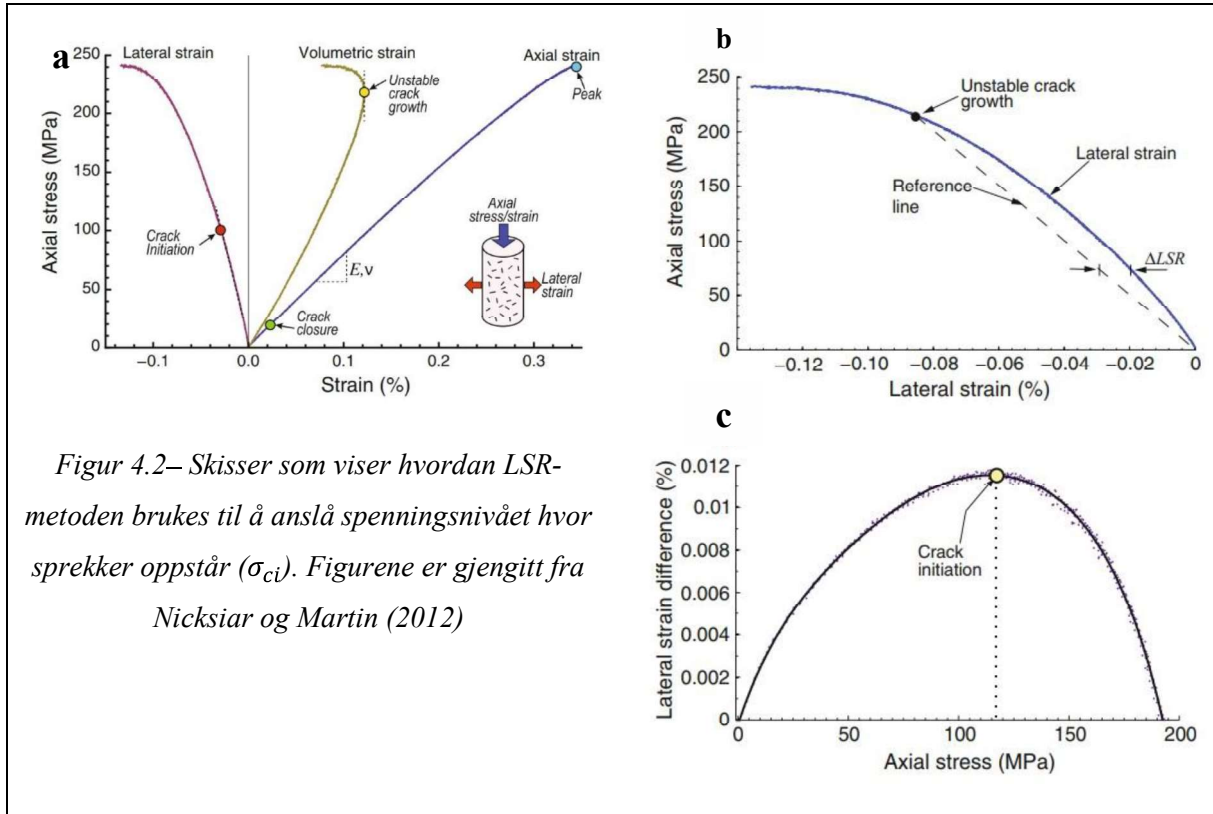 a
Lateral strain
Volumetric strain
Axial strain
250
200
150
100
50
0
Axial stress (MPa)
Unstable
crack
growth
Peak
Crack
Initiation
E,ν
Crack
closure
Axial
stress/strain
Lateral
strain
−0.1
0.0
0.1
0.2
0.3
Strain (%)
b
250
200
150
100
50
0
Axial stress (MPa)
Unstable crack
growth
Lateral strain
Reference
line
ΔLSR
−0.12
−0.10
−0.08
−0.06
−0.04
−0.02
0
Lateral strain (%)
Figur 4.2– Skisser som viser hvordan LSR-
metoden brukes til å anslå spenningsnivået hvor
sprekker oppstår (σci). Figurene er gjengitt fra
Nicksiar og Martin (2012)
c
0.012
0.010
0.008
0.006
0.004
0.002
0
Lateral strain difference (%)
Crack
initiation
0
50
100
150
200
Axial stress (MPa)